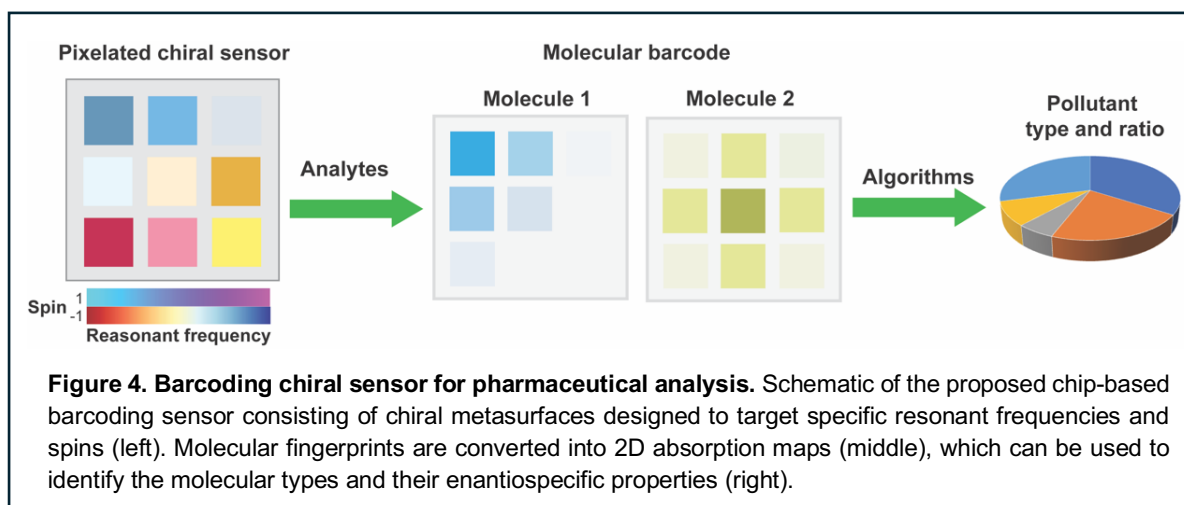 Pixelated chiral sensor
Molecular barcode
Molecule 1
Molecule 2
Pollutant
type and ratio
Analytes
Algorithms
Spin
1
-1
Reasonant frequency
Figure 4. Barcoding chiral sensor for pharmaceutical analysis. Schematic of the proposed chip-based
barcoding sensor consisting of chiral metasurfaces designed to target specific resonant frequencies and
spins (left). Molecular fingerprints are converted into 2D absorption maps (middle), which can be used to
identify the molecular types and their enantiospecific properties (right).